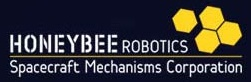 HONEYBEE ROBOTICS
Spacecraft Mechanisms Corporation